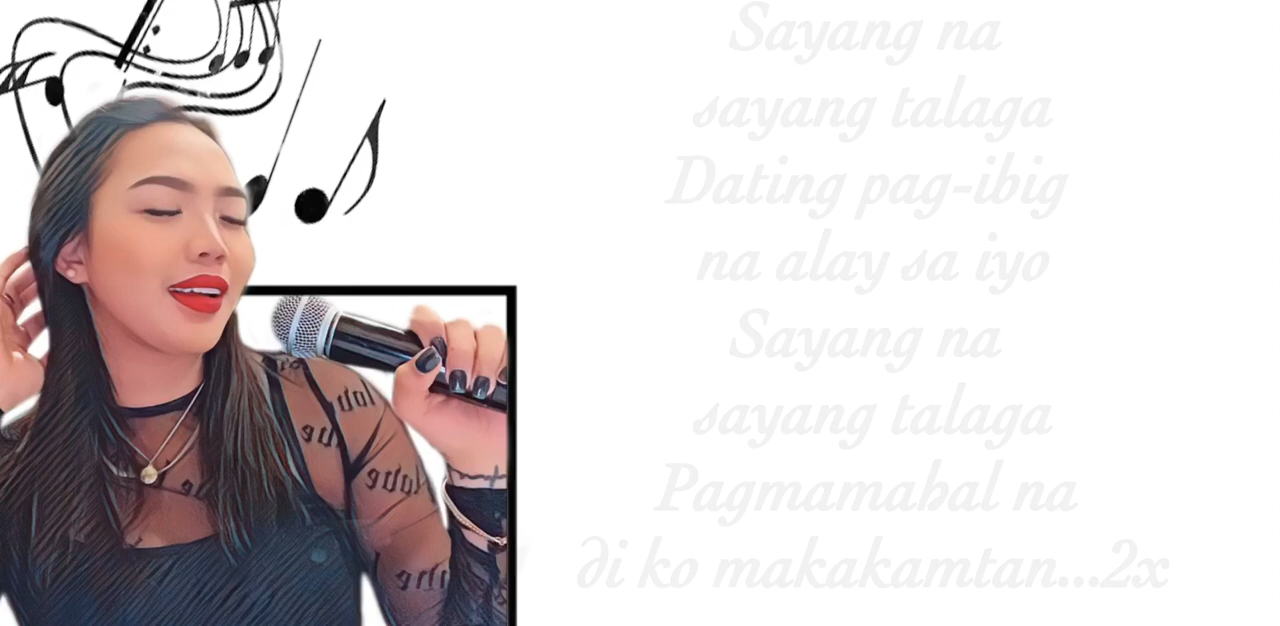 Sayang na
sayang talaga
Dating pag-ibig
na alay sa iyo
Sayang na
sayang talaga
Pagmamahal na
di ko makakamtan...2x